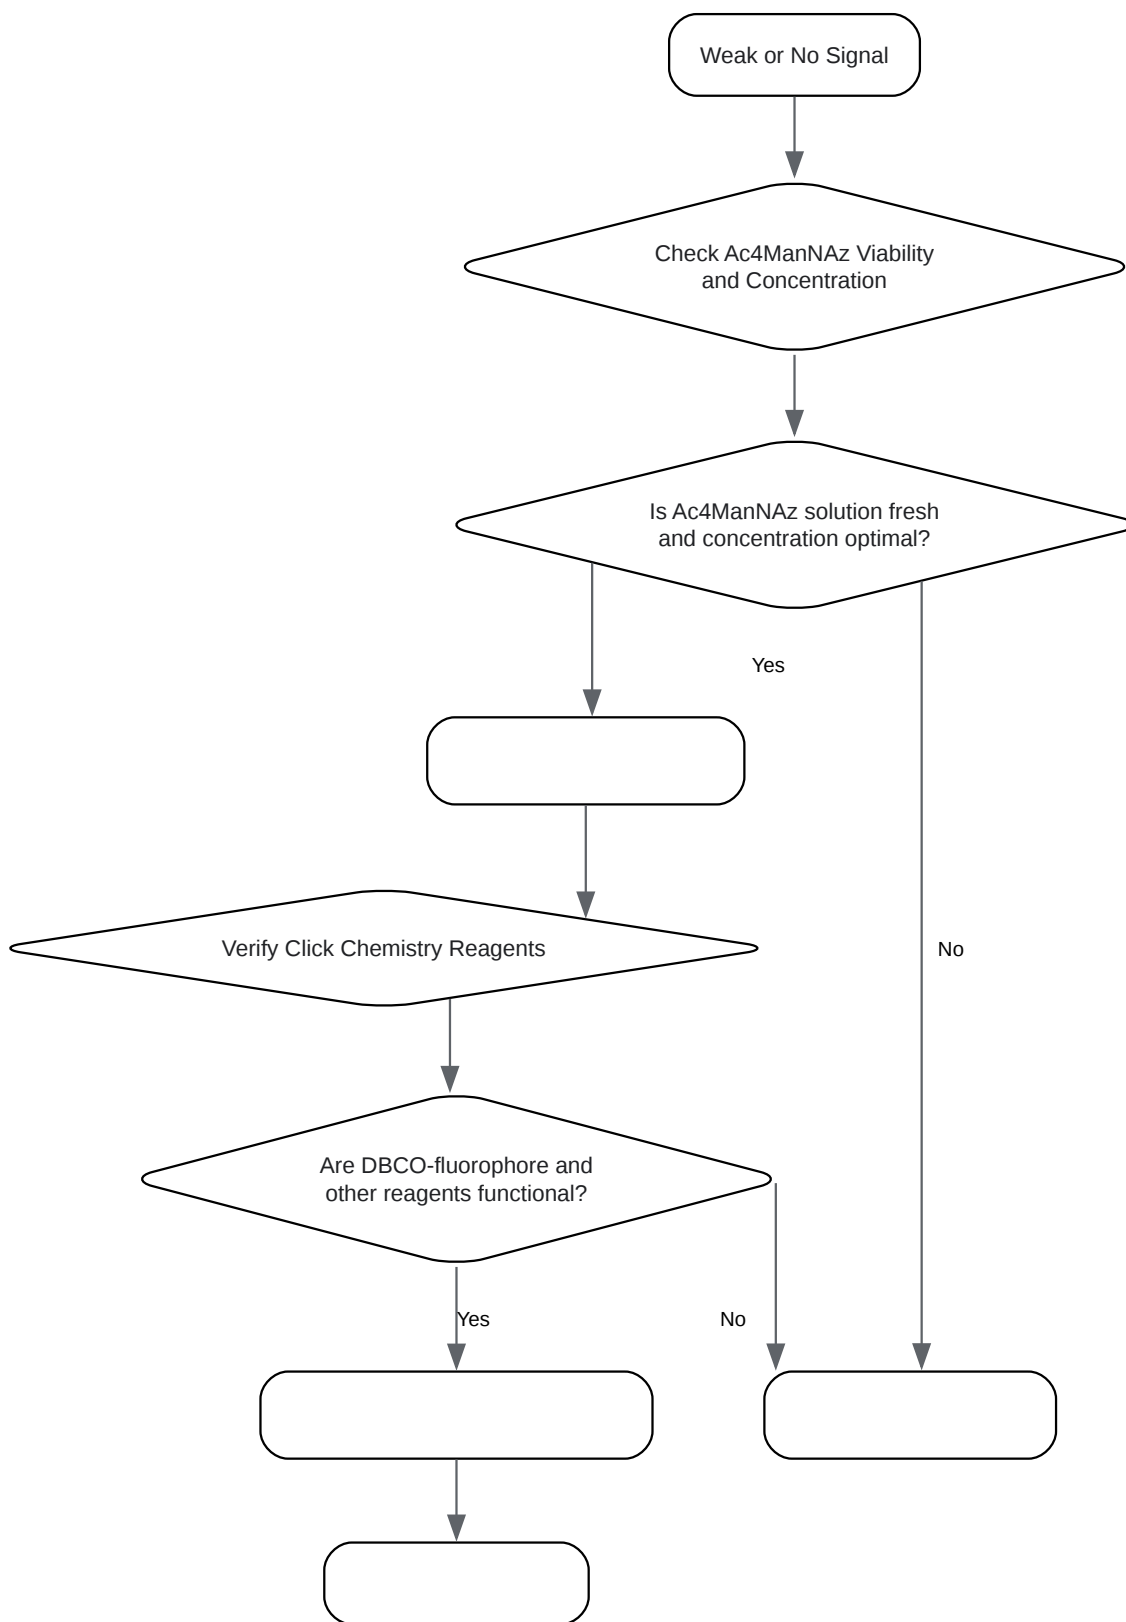 Weak or No Signal
Check Ac4ManNAz Viability
and Concentration
Is Ac4ManNAz solution fresh
and concentration optimal?
Yes
Verify Click Chemistry Reagents
No
Are DBCO-fluorophore and
other reagents functional?
Yes
No